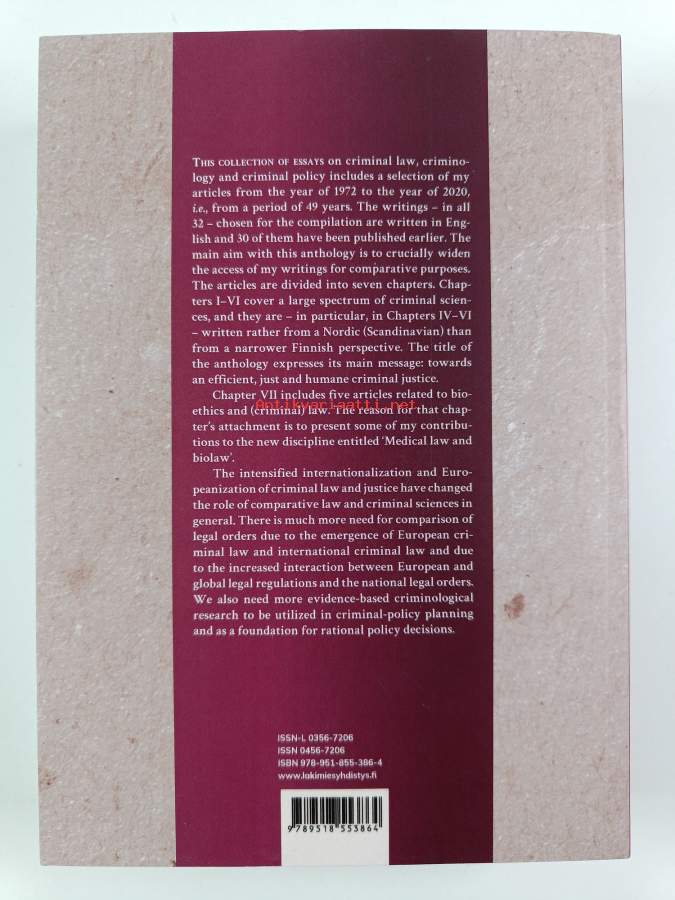 THIS COLLECTION OF ESSAYS on criminal law, crimino-
logy and criminal policy includes a selection of my
articles from the year of 1972 to the year of 2020,
i.e., from a period of 49 years. The writings – in all
32 – chosen for the compilation are written in Eng-
lish and 30 of them have been published earlier. The
main aim with this anthology is to crucially widen
the access of my writings for comparative purposes.
The articles are divided into seven chapters. Chap-
ters I–VI cover a large spectrum of criminal scien-
ces, and they are – in particular, in Chapters IV–VI
– written rather from a Nordic (Scandinavian) than
from a narrower Finnish perspective. The title of
the anthology expresses its main message: towards
an efficient, just and humane criminal justice.
Chapter VII includes five articles related to bio-
Antikvariaatti.net
ethics and (criminal) law. The reason for that chap-
ter's attachment is to present some of my contribu-
tions to the new discipline entitled 'Medical law and
biolaw'.
The intensified internationalization and Euro-
peanization of criminal law and justice have changed
the role of comparative law and criminal sciences in
general. There is much more need for comparison of
legal orders due to the emergence of European cri-
minal law and international criminal law and due
to the increased interaction between European and
global legal regulations and the national legal orders.
We also need more evidence-based criminological
research to be utilized in criminal-policy planning
and as a foundation for rational policy decisions.
ISSN-L 0356-7206
ISSN 0456-7206
ISBN 978-951-855-386-4
www.lakimiesyhdistys.fi
9 789518 553864